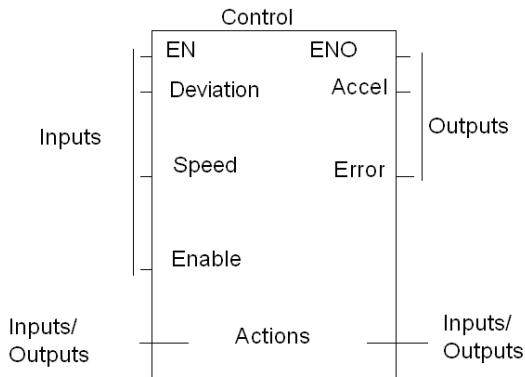 Control
EN ENO
Deviation Accel
Inputs Outputs
Speed Error
Enable
Inputs/
Outputs
Actions
Inputs/
Outputs